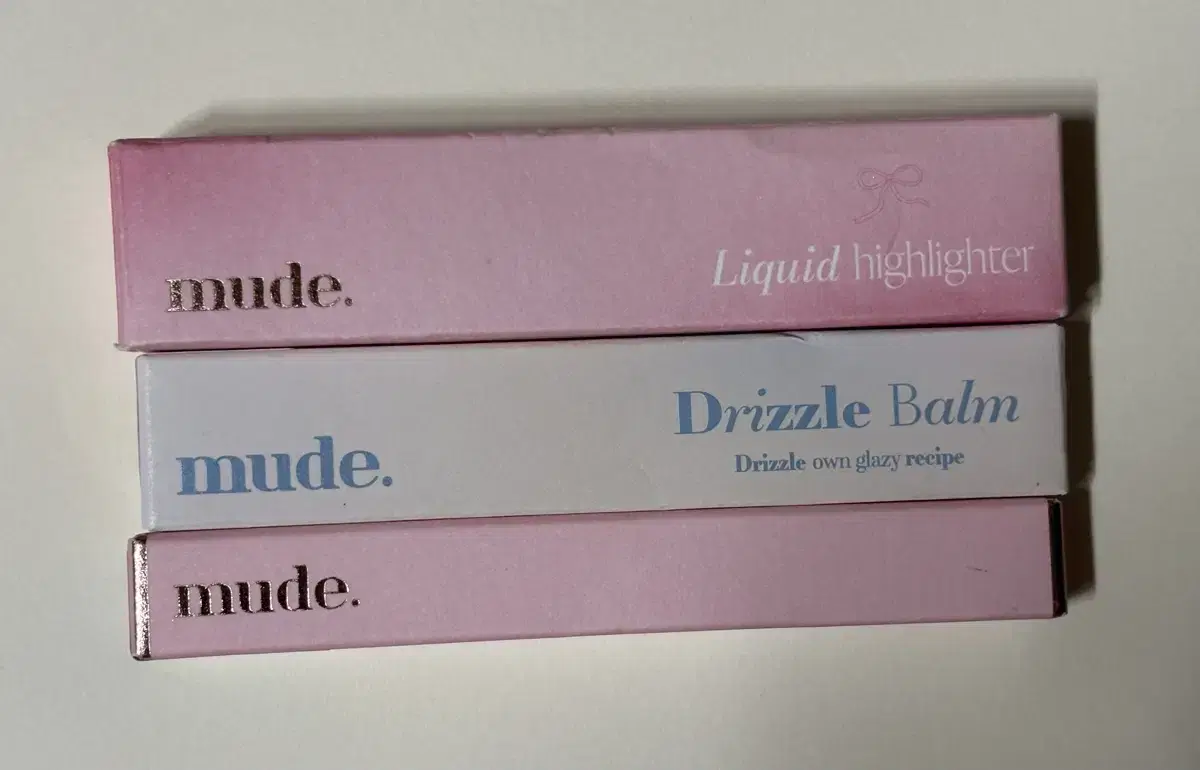 mude.
Liquid highlighter
mude.
Drizzle Balm
Drizzle own glazy recipe
mude.